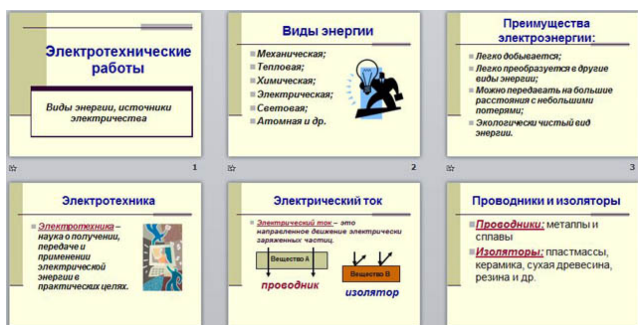 Электротехнические
работы
Виды энергии, источники
электричества
1
Виды энергии
Механическая;
Тепловая;
Химическая;
Электрическая;
Световая;
Атомная и др.
2
Преимущества
электроэнергии:
Легко добывается;
Легко преобразуется в другие
виды энергии;
Можно передавать на большие
расстояния с небольшими
потерями;
Экологически чистый вид
энергии.
3
Электротехника
Электротехника –
наука о получении,
передаче и
применении
электрической
энергии в
практических целях.
Электрический ток
Электрический ток – это
направленное движение электрически
заряженных частиц.
Вещество А
проводник
Вещество В
изолятор
Проводники и изоляторы
Проводники: металлы и
сплавы
Изоляторы: ппастмассы,
керамика, сухая древесина,
резина и др.